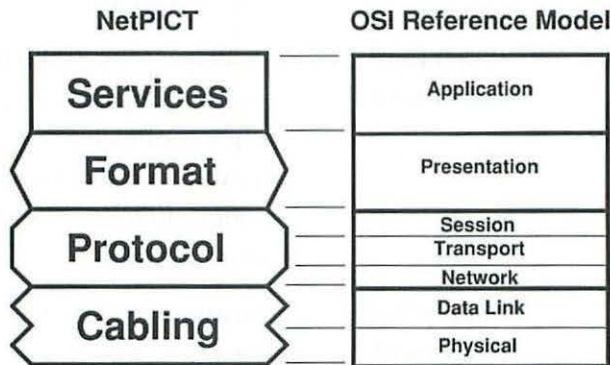 NetPICT
OSI Reference Model
Services
Format
Protocol
Cabling
Application
Presentation
Session
Transport
Network
Data Link
Physical